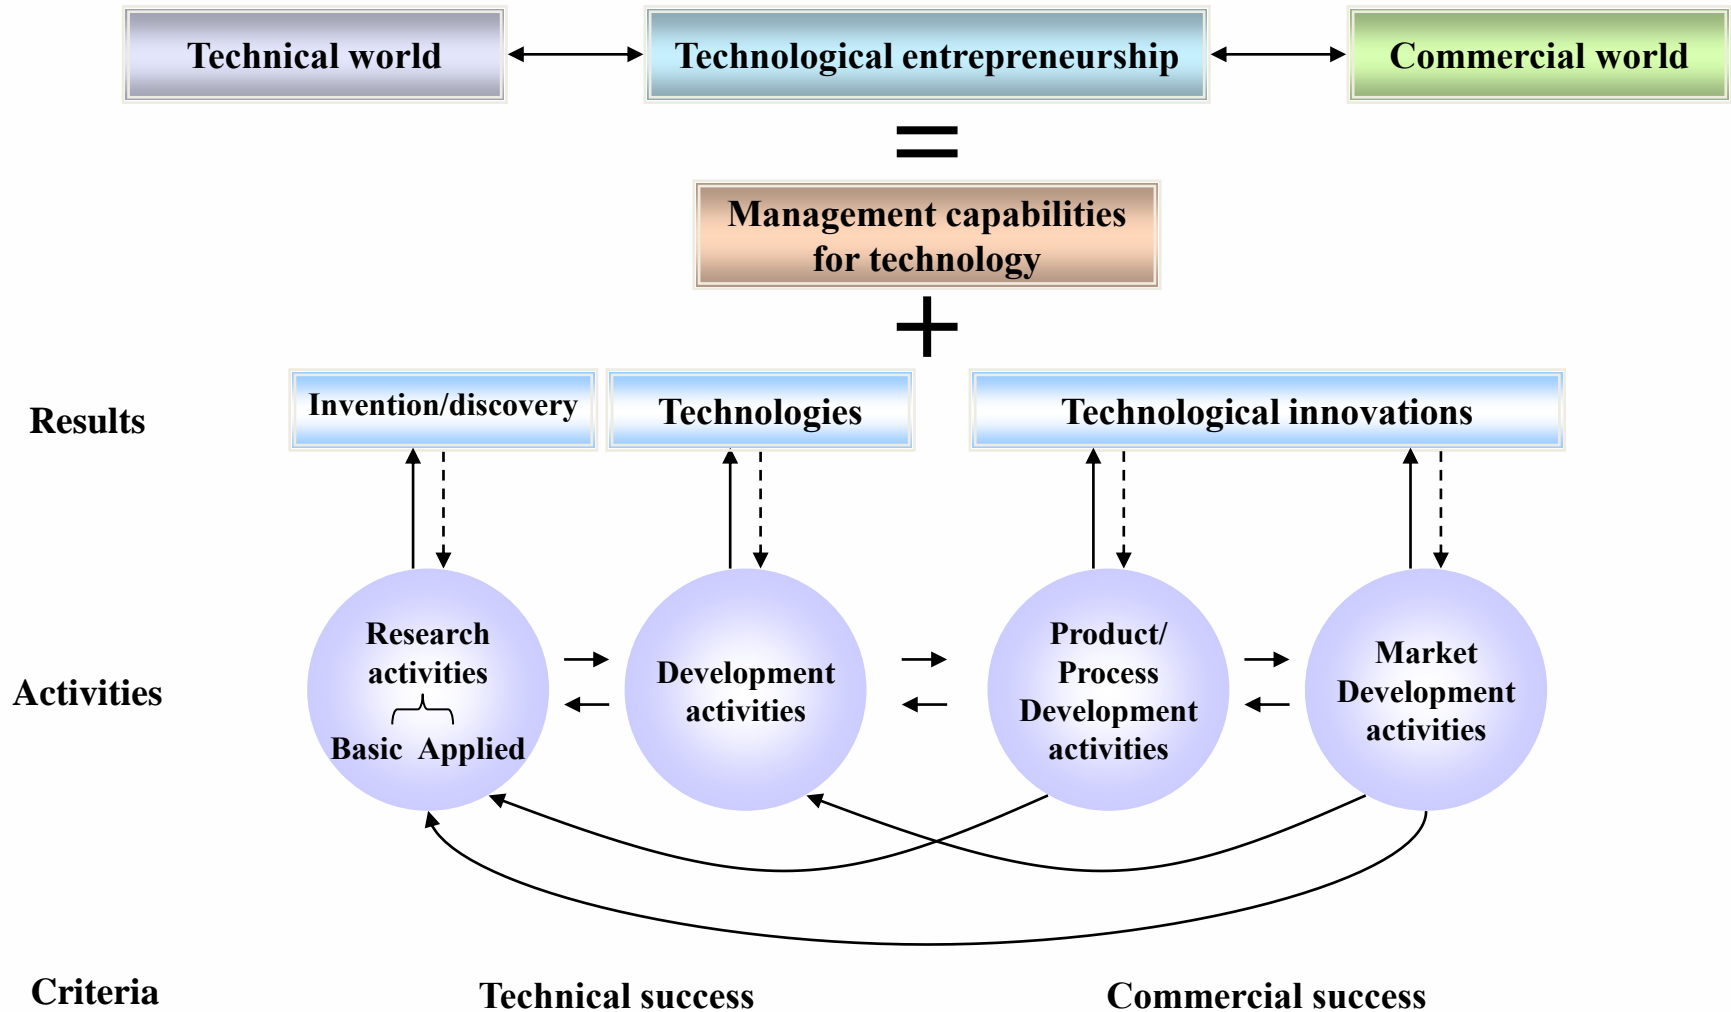 Technical world
Technological entrepreneurship
Commercial world
=
Management capabilities
for technology
+
Results
Invention/discovery
Technologies
Technological innovations
Activities
Research
activities
Basic Applied
Development
activities
Product/
Process
Development
activities
Market
Development
activities
Criteria
Technical success
Commercial success